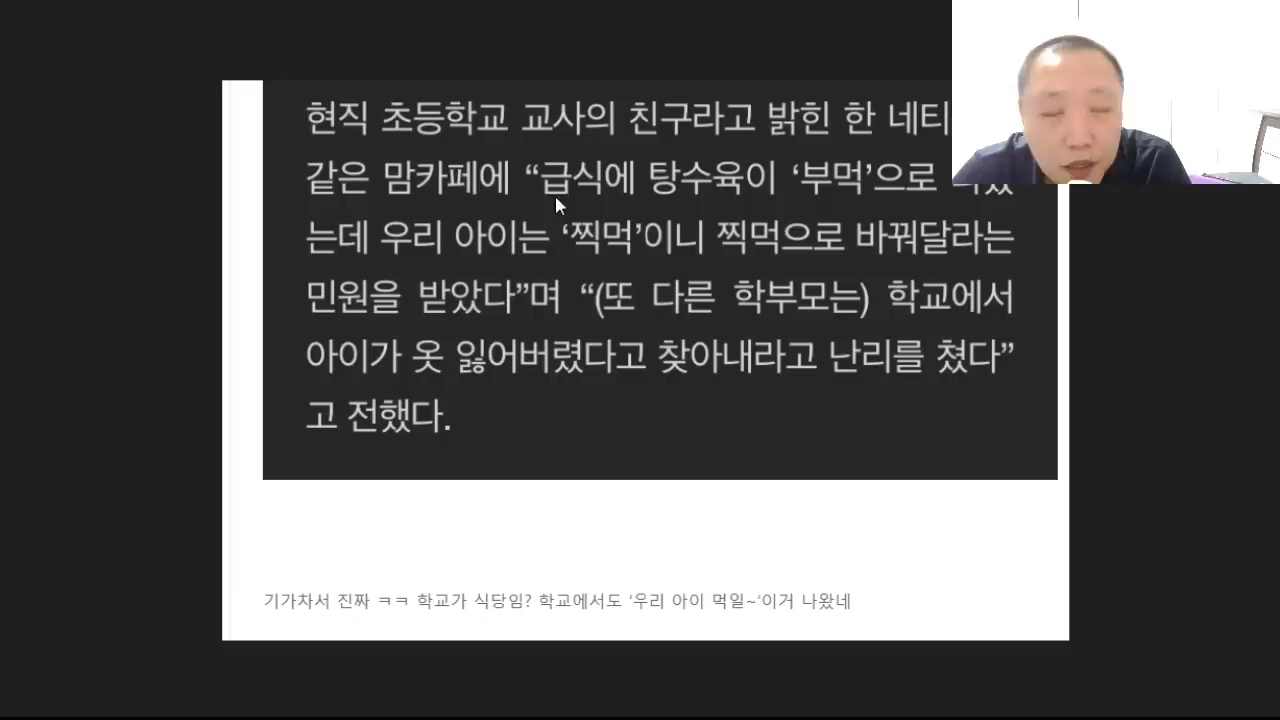 현직 초등학교 교사의 친구라고 밝힌 한 네티
같은 맘카페에 “급식에 탕수육이 ‘부먹’으로
는데 우리 아이는 ‘찍먹’이니 찍먹으로 바꿔달라는
민원을 받았다”며 “(또 다른 학부모는) 학교에서
아이가 옷 잃어버렸다고 찾아내라고 난리를 쳤다”
고 전했다.
기가차서 진짜 ㅋㅋ 학교가 식당임? 학교에서도 ‘우리 아이 먹일~’이거 나왔네